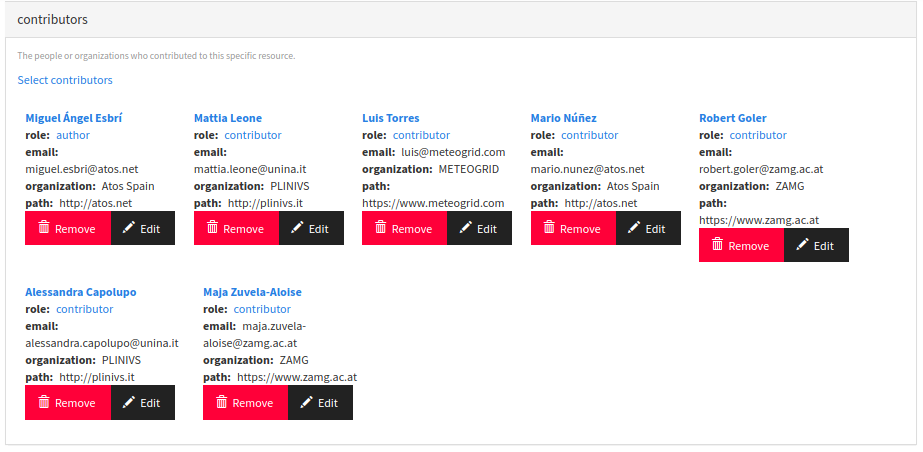 contributors
The people or organizations who contributed to this specific resource.
Select contributors
Miguel Ángel Esbrí
role: author
email:
miguel.esbri@atos.net
organization: Atos Spain
path: http://atos.net
Remove Edit
Mattia Leone
role: contributor
email:
mattia.leone@unina.it
organization: PLINIVS
path: http://plinivs.it
Remove Edit
Luis Torres
role: contributor
email: luis@meteogrid.com
organization: METEOGRID
path:
https://www.meteogrid.com
Remove Edit
Mario Núñez
role: contributor
email:
mario.nunez@atos.net
organization: Atos Spain
path: http://atos.net
Remove Edit
Robert Goler
role: contributor
email:
robert.goler@zamg.ac.at
organization: ZAMG
path:
https://www.zamg.ac.at
Remove Edit
Alessandra Capolupo
role: contributor
email:
alessandra.capolupo@unina.it
organization: PLINIVS
path: http://plinivs.it
Remove Edit
Maja Zuvela-Aloise
role: contributor
email: maja.zuvela-
aloise@zamg.ac.at
organization: ZAMG
path: https://www.zamg.ac.at
Remove Edit